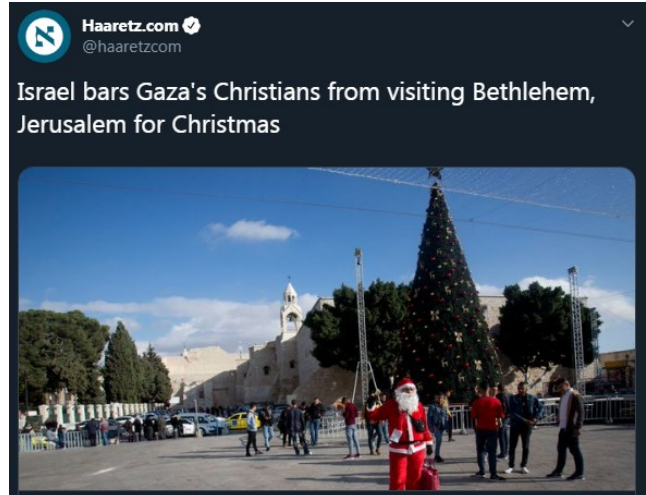 Haaretz.com
@haaretzcom
Israel bars Gaza's Christians from visiting Bethlehem,
Jerusalem for Christmas